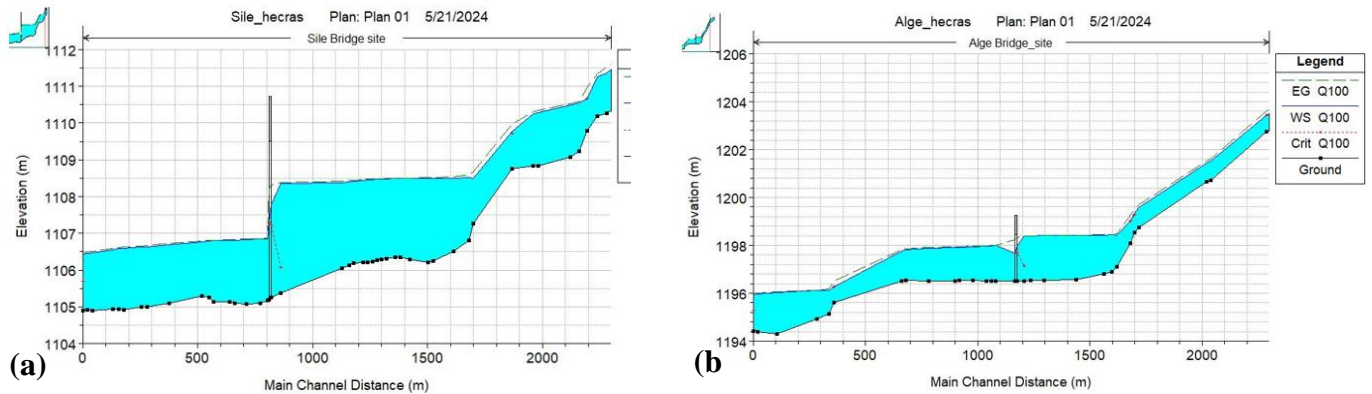 Sile_hecras Plan: Plan 01 5/21/2024
Sile Bridge site
1112
1111
1110
1109
1108
1107
1106
1105
1104
Elevation (m)
0
500
1000
1500
2000
Main Channel Distance (m)
(a)
Alge_hecras Plan: Plan 01 5/21/2024
Alge Bridge_site
1206
1204
1202
1200
1198
1196
1194
Elevation (m)
0
500
1000
1500
2000
Main Channel Distance (m)
(b
Legend
EG Q100
WS Q100
Crit Q100
Ground